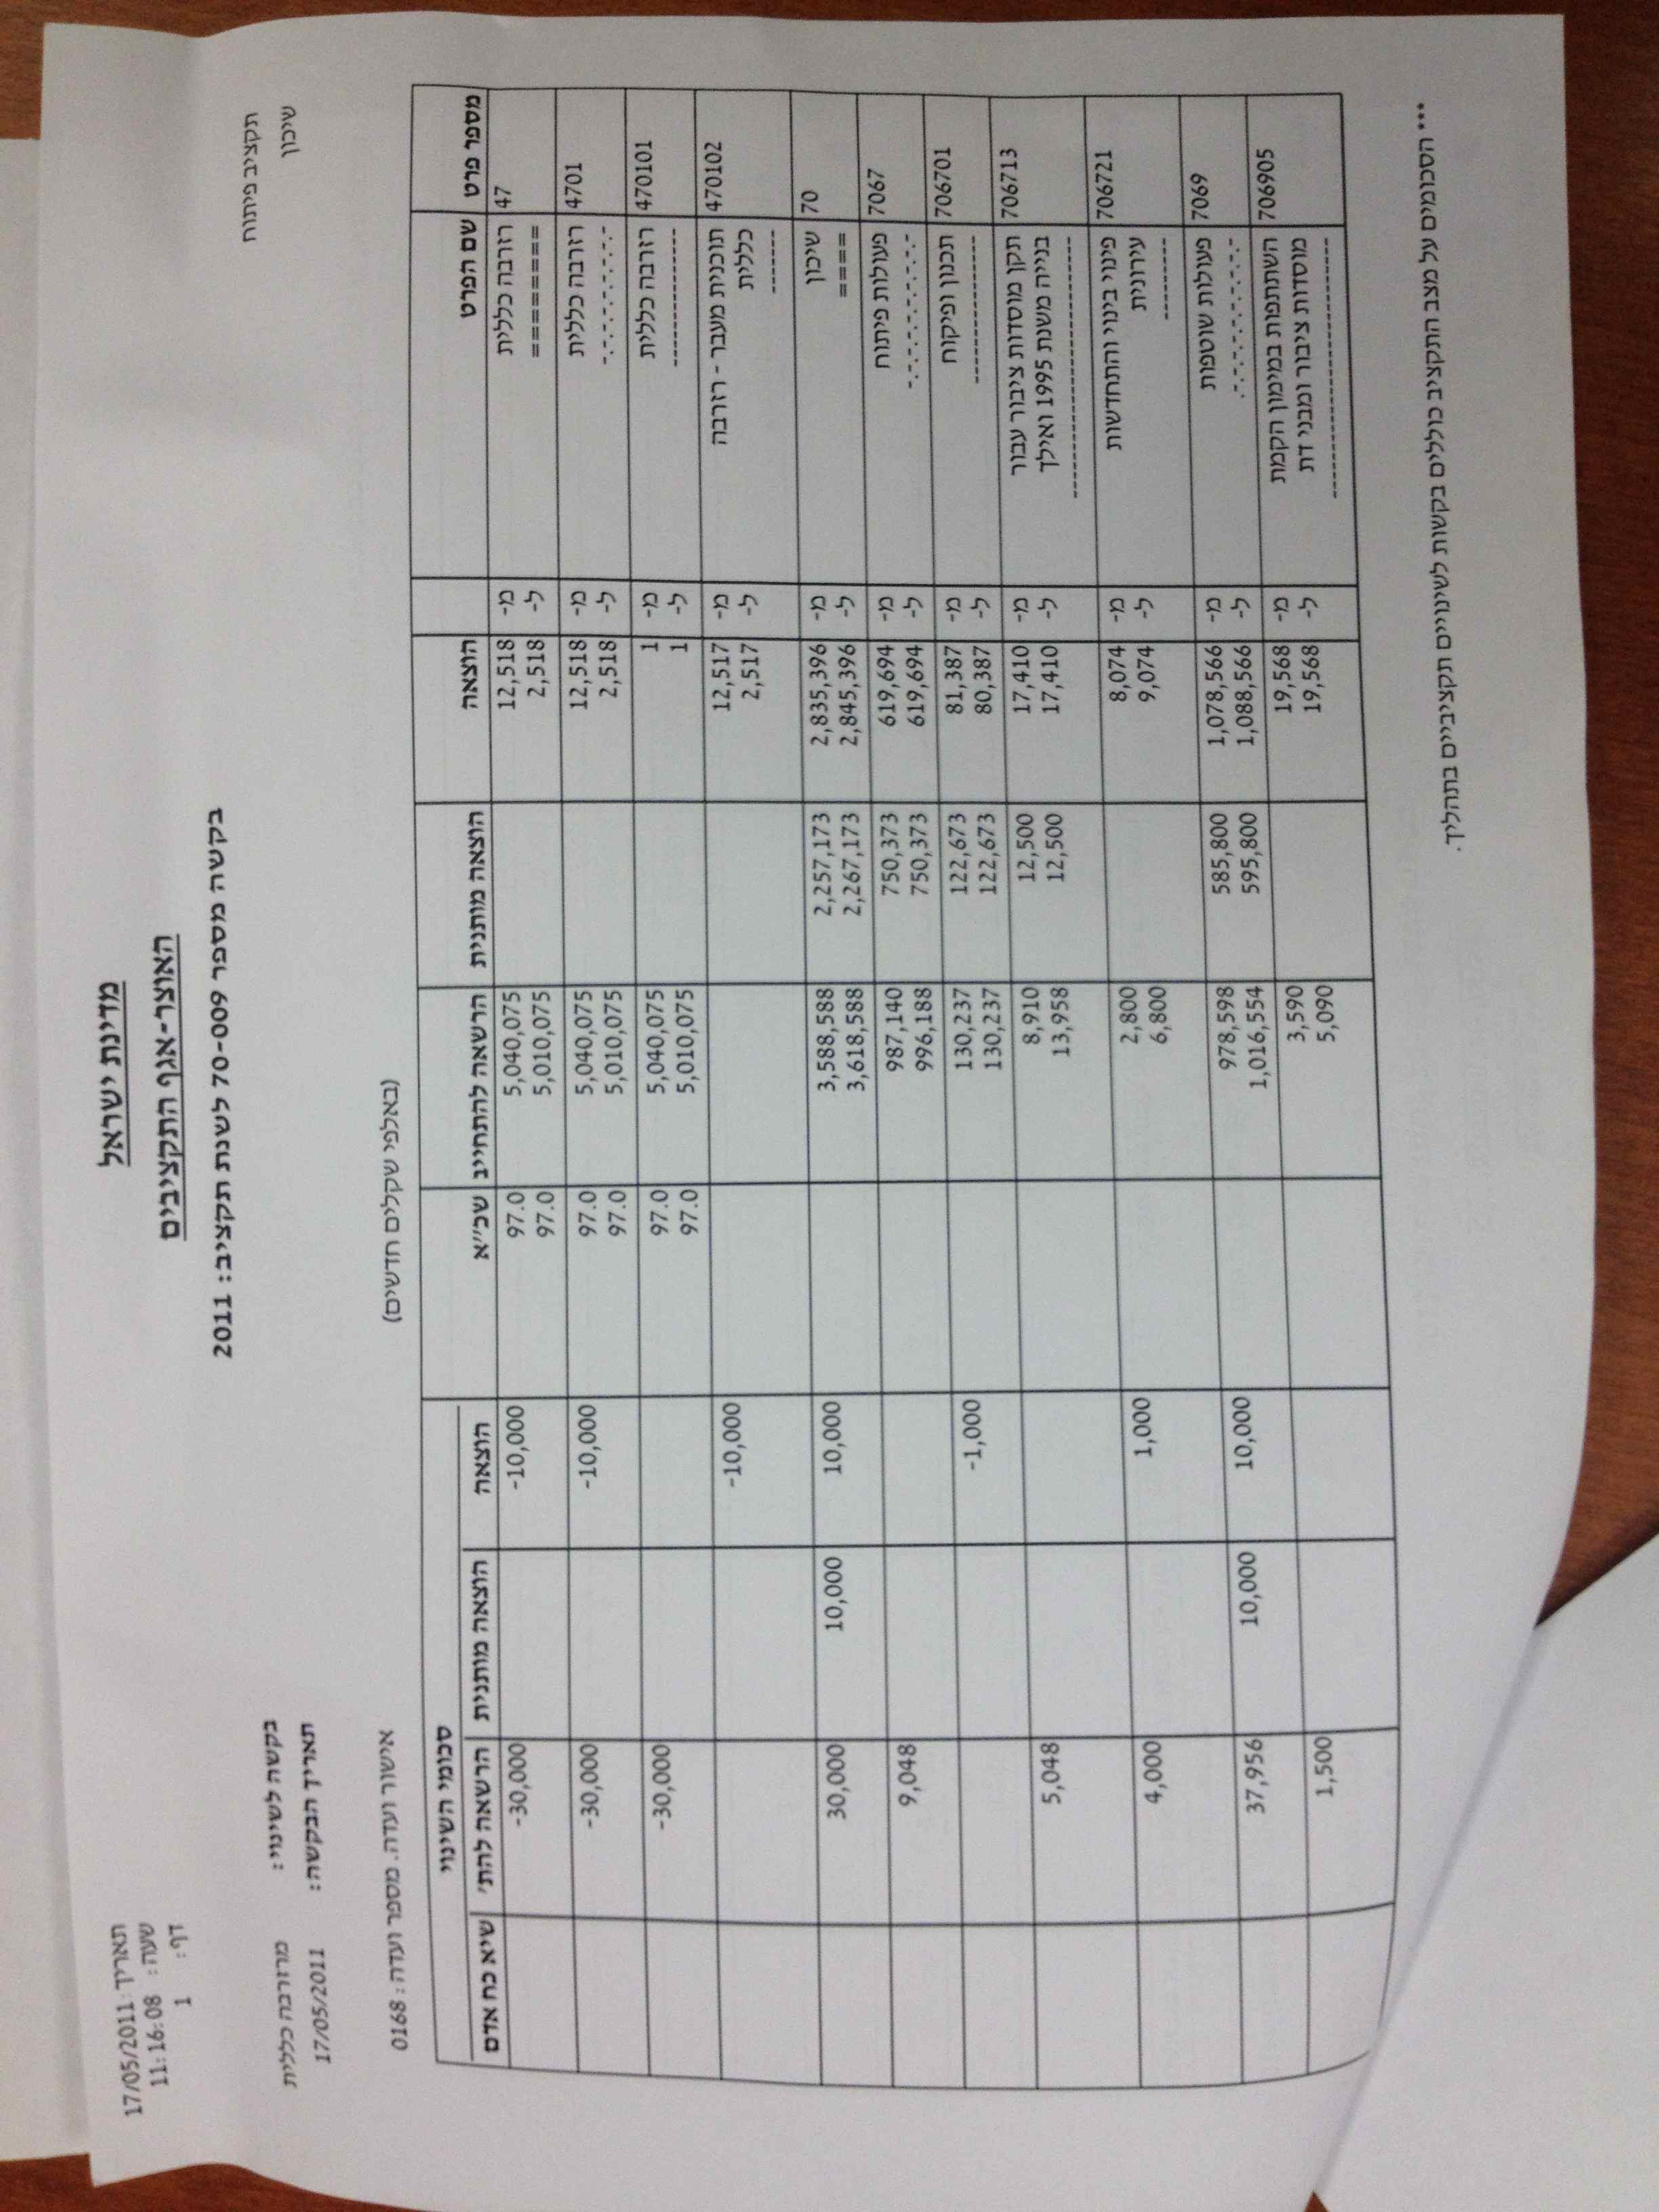 מדינת ישראל
האוצר-אגף התקציבים
בקשה מספר 70-009 לשנת תקציב: 2011
תאריך: 17/05/2011
שעה: 11:16:08
דף: 1
תקציב פיתוח
שיכון
בקשה לשינוי: מרזרבה כללית
תאריך הבקשה: 17/05/2011
(באלפי שקלים חדשים)
אישור ועדה. מספר ועדה: 0168
סכומי השינוי
מספר פרט שם הפרט הוצאה הוצאה מותנית הרשאה להתחייב שכ"א הוצאה הוצאה מותנית הרשאה להתי' שיא כח אדם
47 רזרבה כללית מ- 12,518 5,040,075 97.0 -10,000 -30,000
======== ל- 2,518 5,010,075 97.0
4701 רזרבה כללית מ- 12,518 5,040,075 97.0 -10,000 -30,000
-.-.-.-.-.-.-. ל- 2,518 5,010,075 97.0
470101 רזרבה כללית מ- 1 5,040,075 97.0 -30,000
------------- ל- 1 5,010,075 97.0
470102 תכנית מעבר - רזרבה מ- 12,517 -10,000
כללית ל- 2,517
------
70 שיכון מ- 2,835,396 2,257,173 3,588,588 10,000 10,000 30,000
==== ל- 2,845,396 2,267,173 3,618,588
7067 פעולות פיתוח מ- 619,694 750,373 987,140 9,048
-.-.-.-.-.-.-.-. ל- 619,694 750,373 996,188
706701 תכנון ופיקוח מ- 81,387 122,673 130,237 -1,000
-------------- ל- 80,387 122,673 130,237
706713 תקן מוסדות ציבור עבור מ- 17,410 12,500 8,910 5,048
בנייה משנת 1995 ואילך ל- 17,410 12,500 13,958
-------------------------
706721 פינוי בינוי והתחדשות מ- 8,074 2,800 1,000 4,000
עירונית ל- 9,074 6,800
--------
7069 פעולות שוטפות מ- 1,078,566 585,800 978,598 10,000 10,000 37,956
-.-.-.-.-.-.-.-. ל- 1,088,566 595,800 1,016,554
706905 השתתפות במימון הקמת מ- 19,568 3,590 1,500
מוסדות ציבור ומבני דת ל- 19,568 5,090
-------------------------
*** הסכומים על מצב התקציב כוללים בקשות לשינויים תקציביים בתהליך.